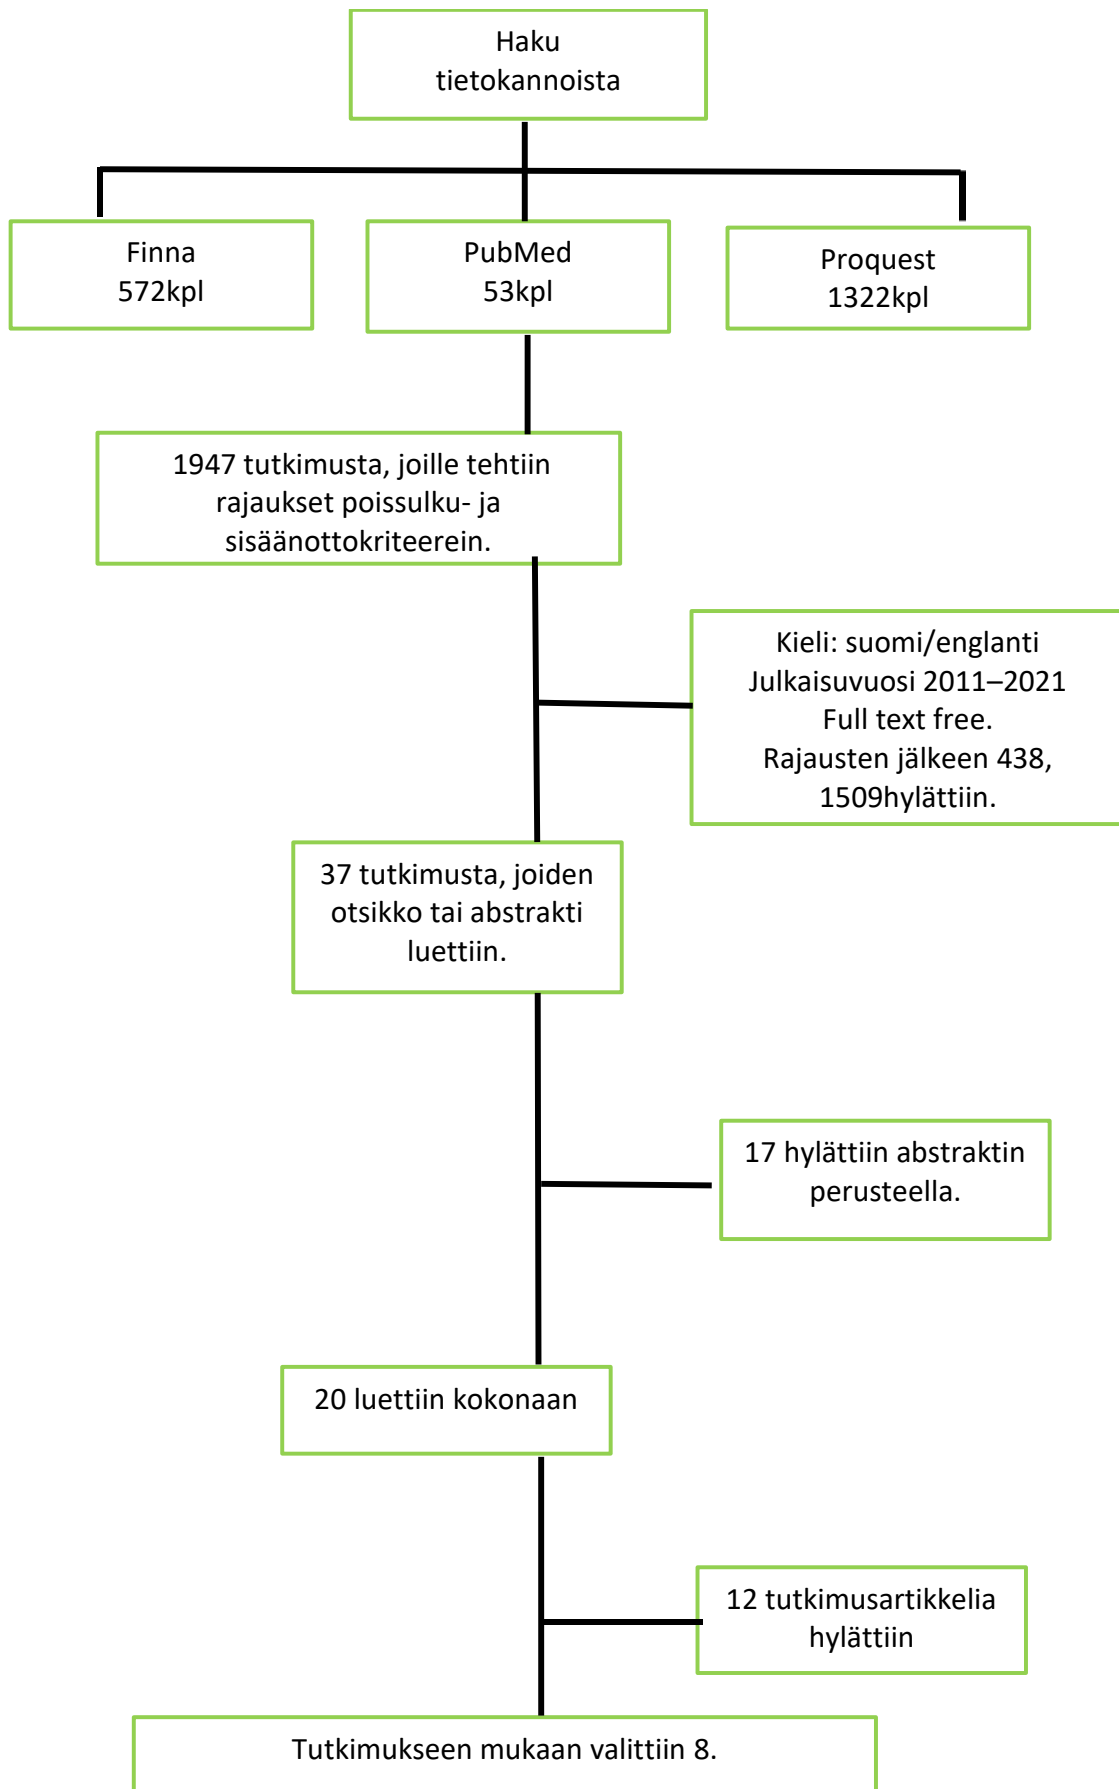 Haku
tietokannoista
Finna
572kpl
PubMed
53kpl
Proquest
1322kpl
1947 tutkimusta, joille tehtiin
rajaukset poissulku- ja
sisäänottokriteerein.
Kieli: suomi/englanti
Julkaisuvuosi 2011–2021
Full text free.
Rajausten jälkeen 438,
1509hylättiin.
37 tutkimusta, joiden
otsikko tai abstrakti
luettiin.
17 hylättiin abstraktin
perusteella.
20 luettiin kokonaan
12 tutkimusartikkelia
hylättiin
Tutkimukseen mukaan valittiin 8.